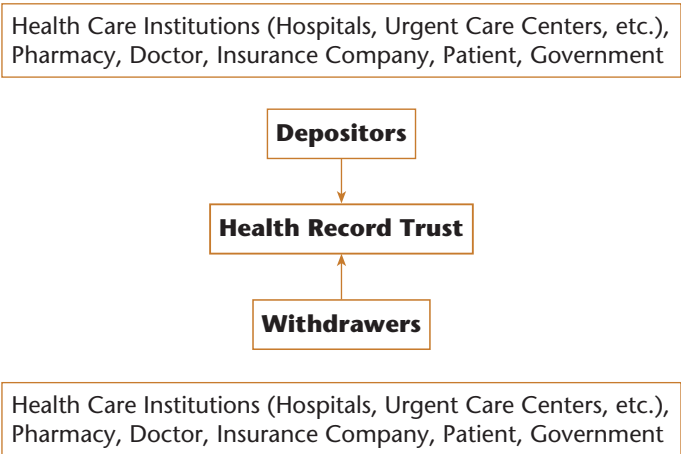 Health Care Institutions (Hospitals, Urgent Care Centers, etc.),
Pharmacy, Doctor, Insurance Company, Patient, Government
Depositors
Health Record Trust
Withdrawers
Health Care Institutions (Hospitals, Urgent Care Centers, etc.),
Pharmacy, Doctor, Insurance Company, Patient, Government